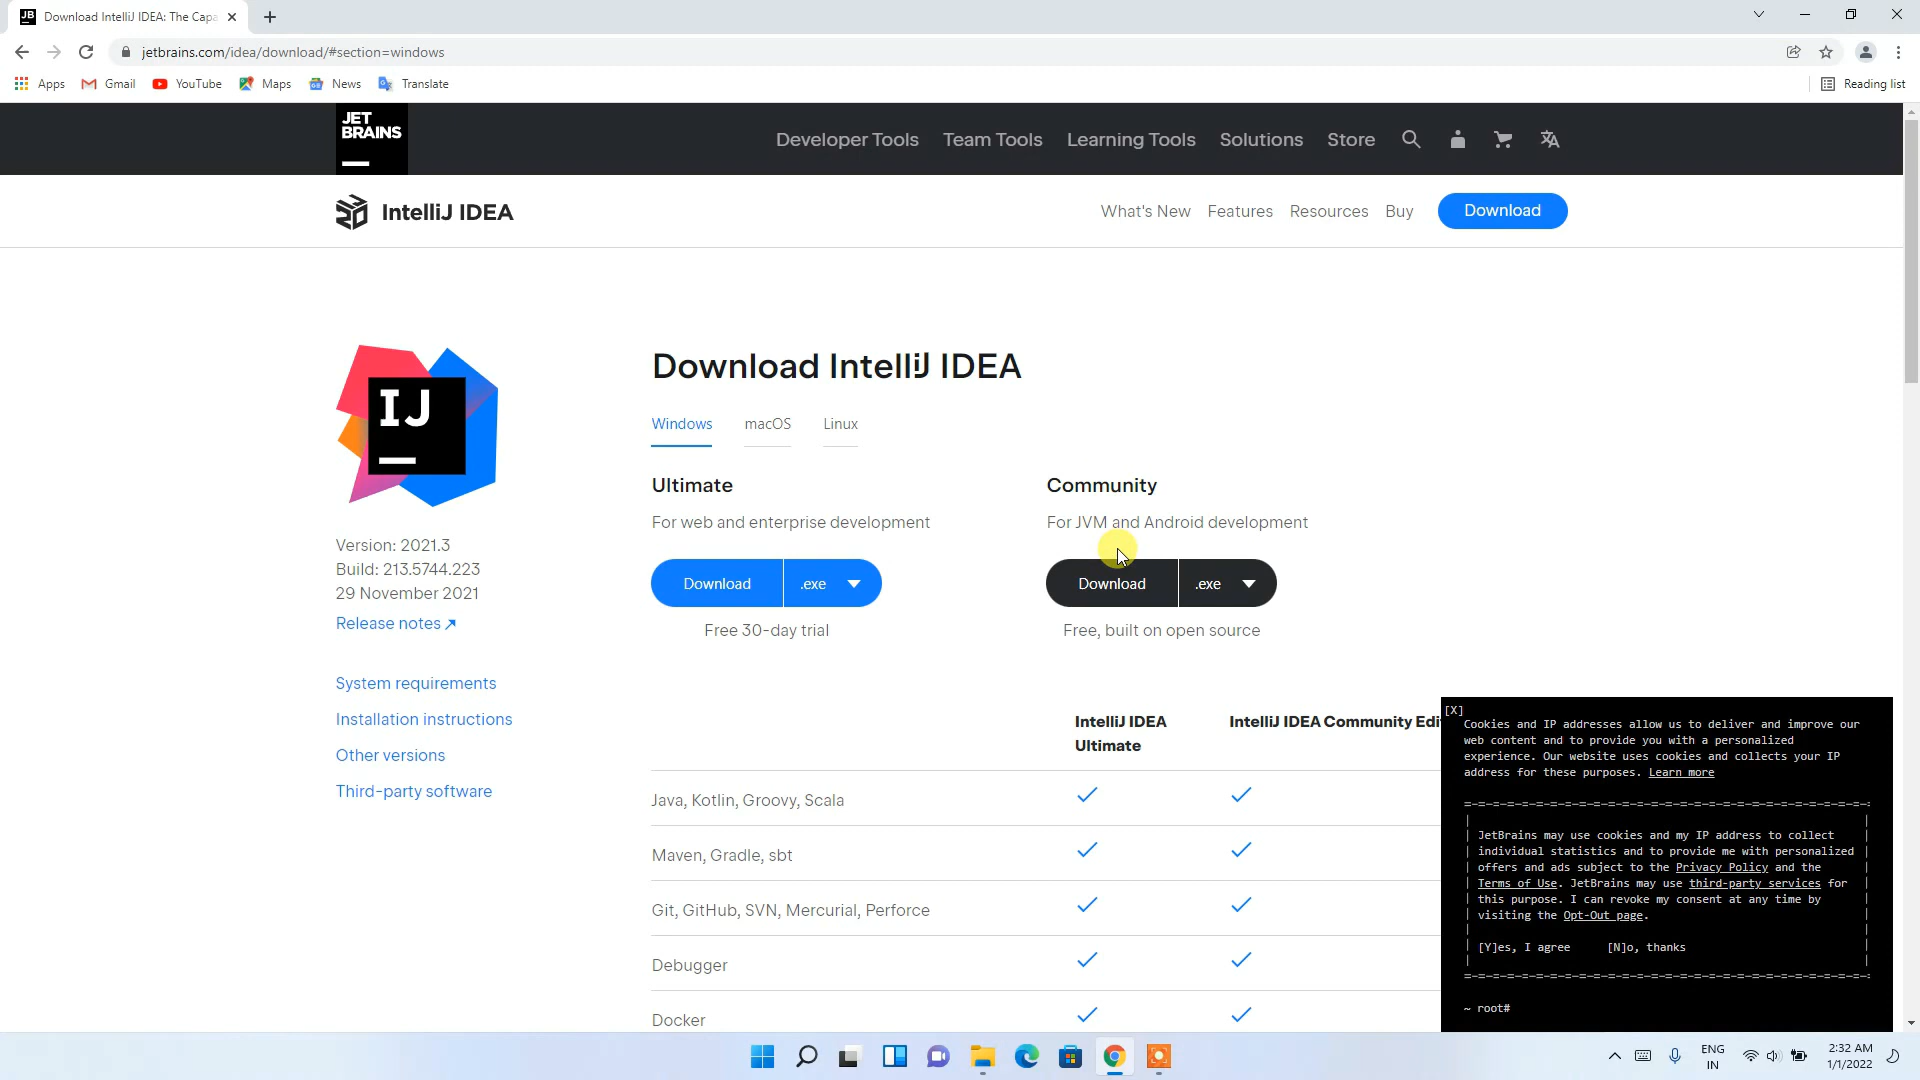 JB Download IntelliJ IDEA: The Capa
jetbrains.com/idea/download/#section=windows
Apps Gmail YouTube Maps News Translate Reading list
JET
BRAINS
Developer Tools Team Tools Learning Tools Solutions Store
IntelliJ IDEA
What's New Features Resources Buy Download
IJ
Download IntelliJ IDEA
Windows macOS Linux
Ultimate Community
For web and enterprise development For JVM and Android development
Download .exe Download .exe
Free 30-day trial Free, built on open source
Version: 2021.3
Build: 213.5744.223
29 November 2021
Release notes ↗
System requirements
Installation instructions
Other versions
Third-party software
IntelliJ IDEA
Ultimate
IntelliJ IDEA Community Edi
Java, Kotlin, Groovy, Scala
Maven, Gradle, sbt
Git, GitHub, SVN, Mercurial, Perforce
Debugger
Docker
[X]
Cookies and IP addresses allow us to deliver and improve our
web content and to provide you with a personalized
experience. Our website uses cookies and collects your IP
address for these purposes. Learn more
JetBrains may use cookies and my IP address to collect
individual statistics and to provide me with personalized
offers and ads subject to the Privacy Policy and the
Terms of Use. JetBrains may use third-party services for
this purpose. I can revoke my consent at any time by
visiting the Opt-Out page.
[Y]es, I agree [N]o, thanks
~ root#
ENG
IN
2:32 AM
1/1/2022